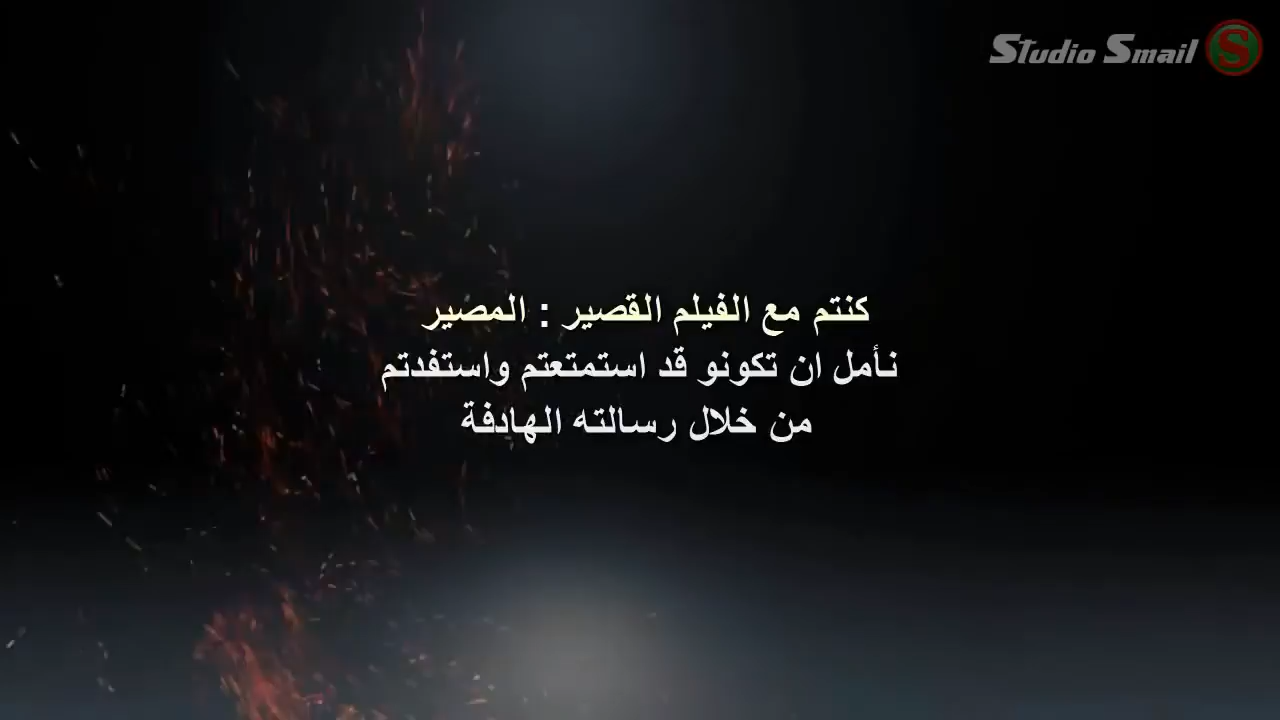 Studio Smail S
كنتم مع الفيلم القصير : المصير
نأمل ان تكونو قد استمتعتم واستفدتم
من خلال رسالته الهادفة